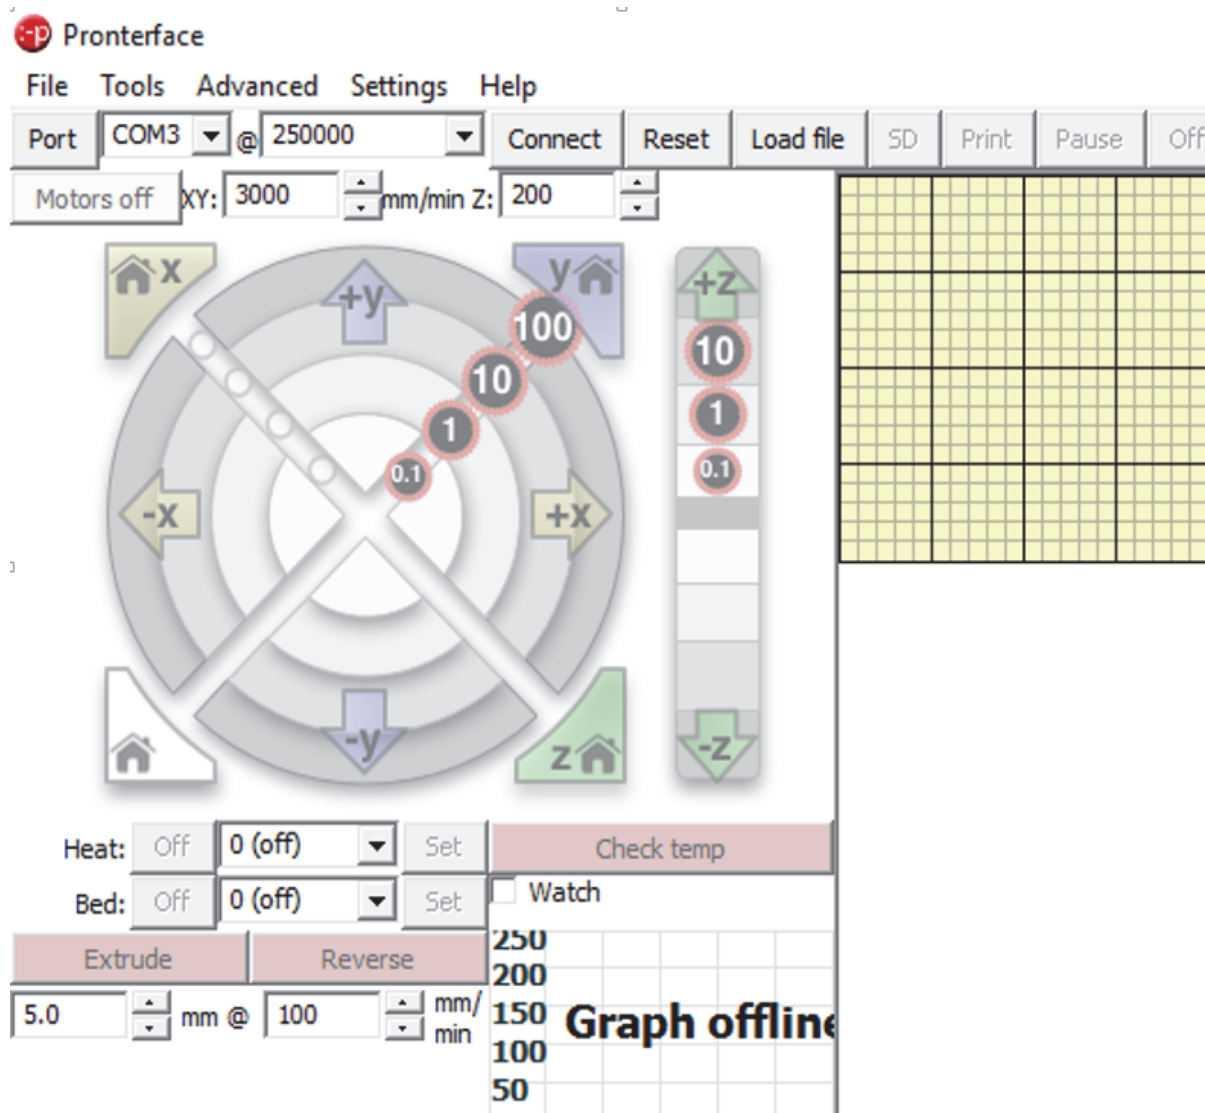 :-p Pronterface
File Tools Advanced Settings Help
Port COM3 @ 250000 Connect Reset Load file SD Print Pause Off
Motors off XY: 3000 mm/min Z: 200
x +y y +z
100 10
10 1
1 0.1
0.1
-x +x
-y z -z
Heat: Off 0 (off) Set Check temp
Bed: Off 0 (off) Set Watch
Extrude Reverse
5.0 mm @ 100 mm/
min
250
200
150 Graph offline
100
50